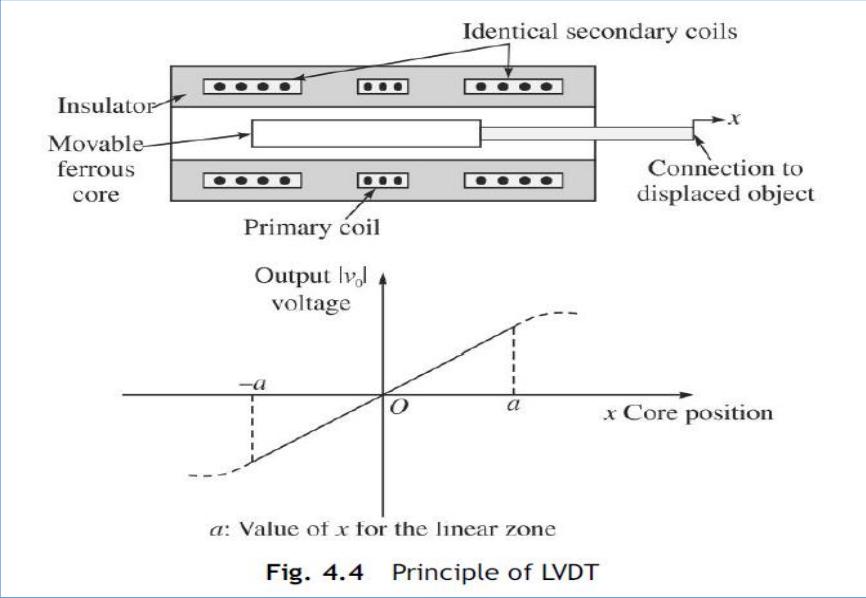 Identical secondary coils
Insulator
Movable
ferrous
core
x
Connection to
displaced object
Primary coil
Output |v₀|
voltage
–a
O
a
x Core position
a: Value of x for the linear zone
Fig. 4.4 Principle of LVDT